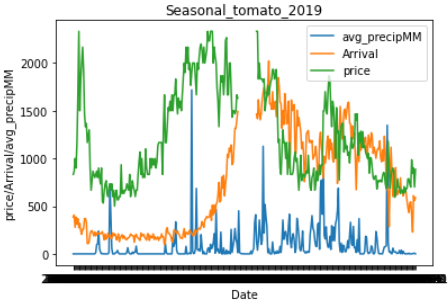 Seasonal_tomato_2019
avg_precipMM
Arrival
price
2000
1500
1000
500
0
price/Arrival/avg_precipMM
Date